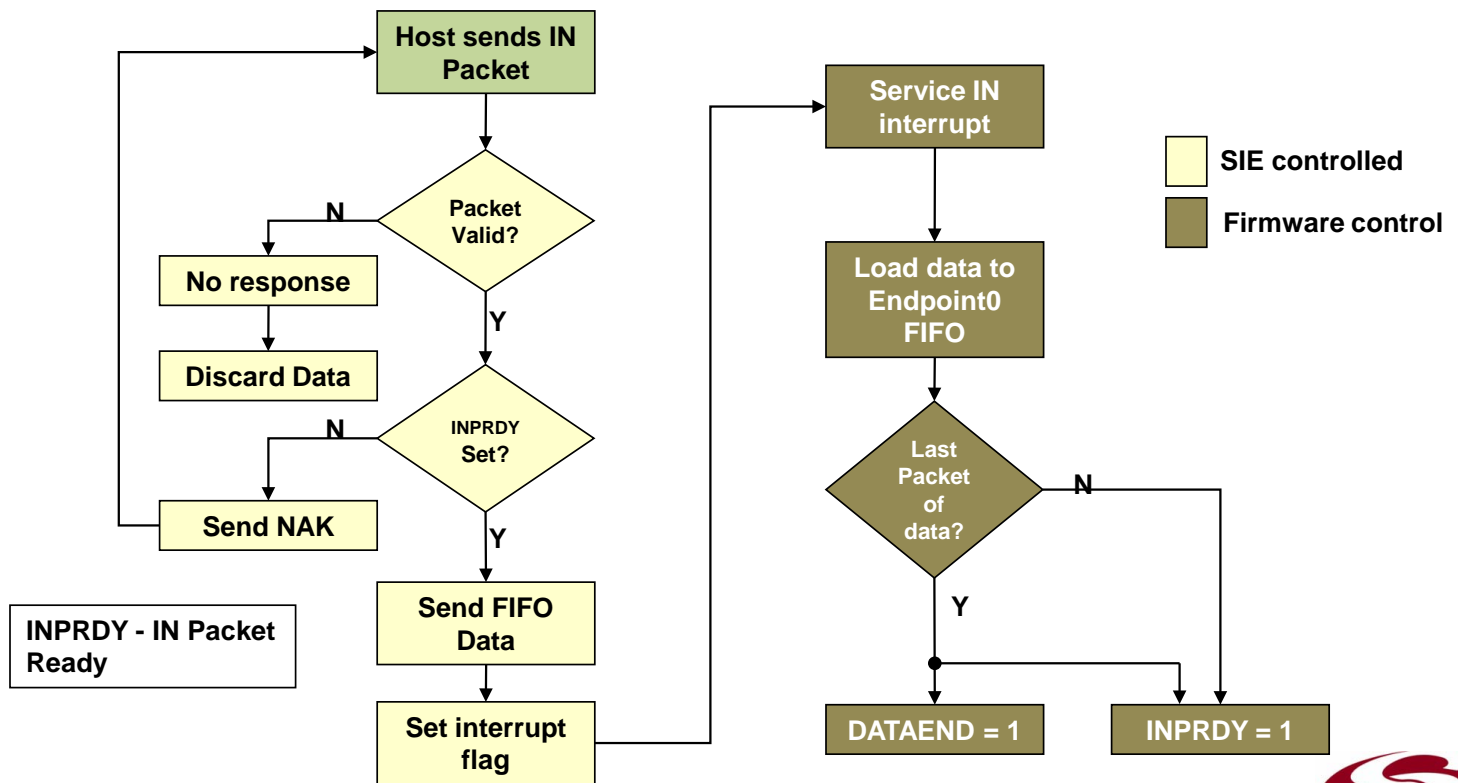 Host sends IN
Packet
Packet
Valid?
N
Y
No response
Discard Data
INPRDY
Set?
N
Y
Send NAK
Send FIFO
Data
Set interrupt
flag
INPRDY - IN Packet
Ready
Service IN
interrupt
Load data to
Endpoint0
FIFO
Last
Packet
of
data?
N
Y
DATAEND = 1
INPRDY = 1
SIE controlled
Firmware control